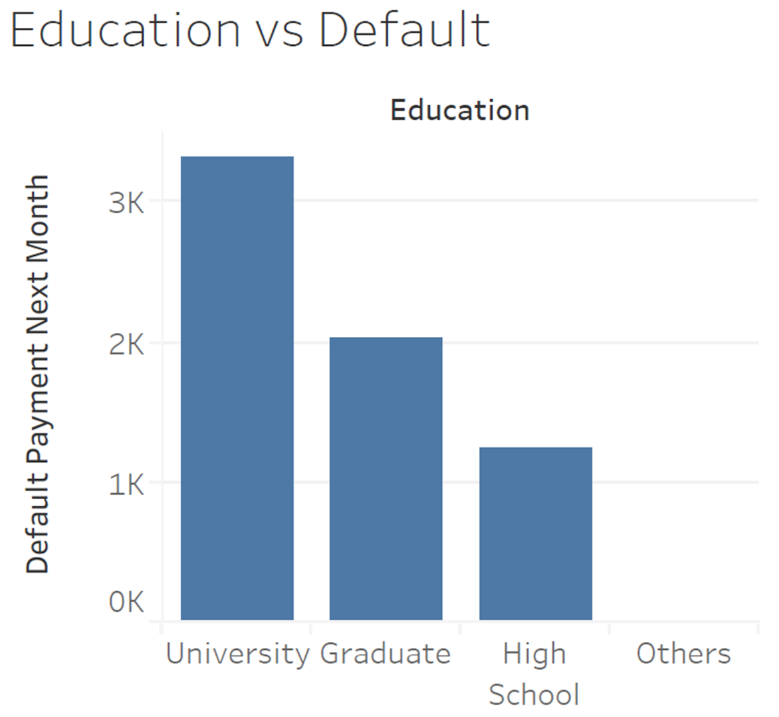 Education vs Default
Education
Default Payment Next Month
3K
2K
1K
0K
University Graduate High School Others